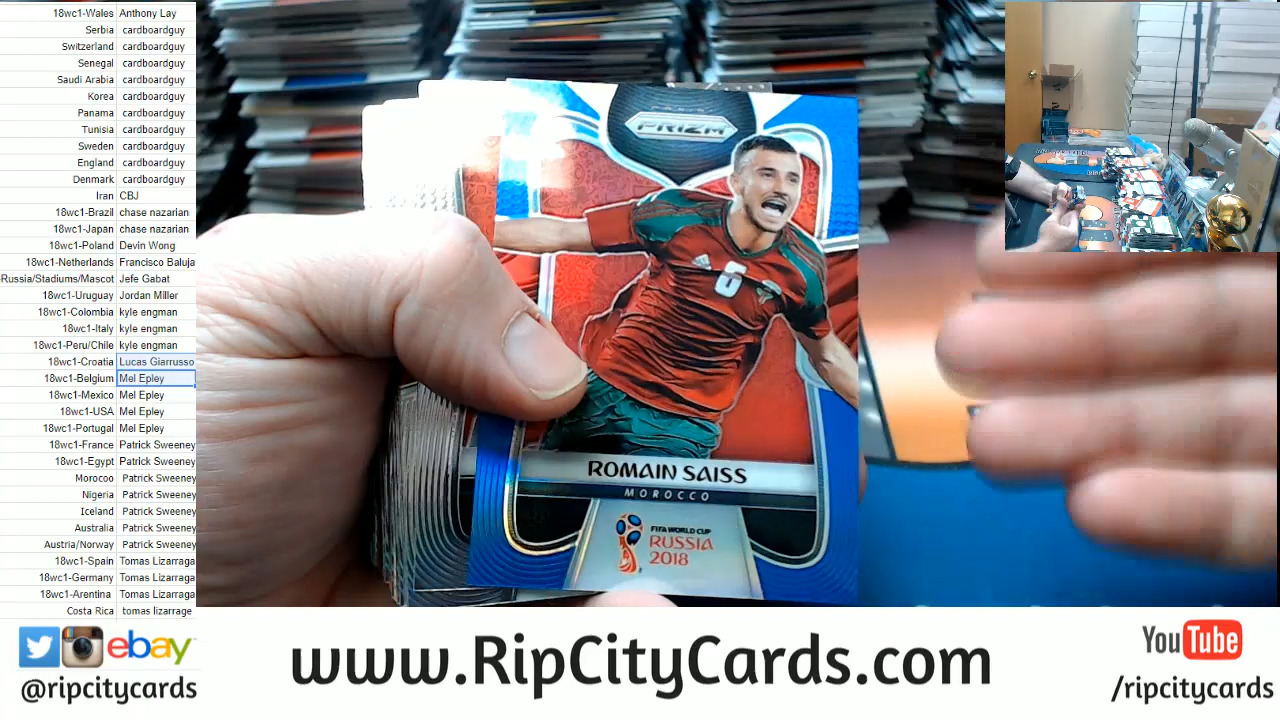 18wc1-Wales Anthony Lay
Serbia cardboardguy
Switzerland cardboardguy
Senegal cardboardguy
Saudi Arabia cardboardguy
Korea cardboardguy
Panama cardboardguy
Tunisia cardboardguy
Sweden cardboardguy
England cardboardguy
Denmark cardboardguy
Iran CBJ
18wc1-Brazil chase nazarian
18wc1-Japan chase nazarian
18wc1-Poland Devin Wong
18wc1-Netherlands Francisco Baluja
-Russia/Stadiums/Mascot Jefe Gabat
18wc1-Uruguay Jordan Miller
18wc1-Colombia kyle engman
18wc1-Italy kyle engman
18wc1-Peru/Chile kyle engman
18wc1-Croatia Lucas Giarrusso
18wc1-Belgium Mel Epley
18wc1-Mexico Mel Epley
18wc1-USA Mel Epley
18wc1-Portugal Mel Epley
18wc1-France Patrick Sweeney
18wc1-Egypt Patrick Sweeney
Morocoo Patrick Sweeney
Nigeria Patrick Sweeney
Iceland Patrick Sweeney
Australia Patrick Sweeney
Austria/Norway Patrick Sweeney
18wc1-Spain Tomas Lizarraga
18wc1-Germany Tomas Lizarraga
18wc1-Arentina Tomas Lizarraga
Costa Rica tomas lizarrage
PANINI
PRIZM
6
ROMAIN SAISS
MOROCCO
FIFA WORLD CUP
RUSSIA
2018
ebay
@ripcitycards
www.RipCityCards.com
YouTube
/ripcitycards